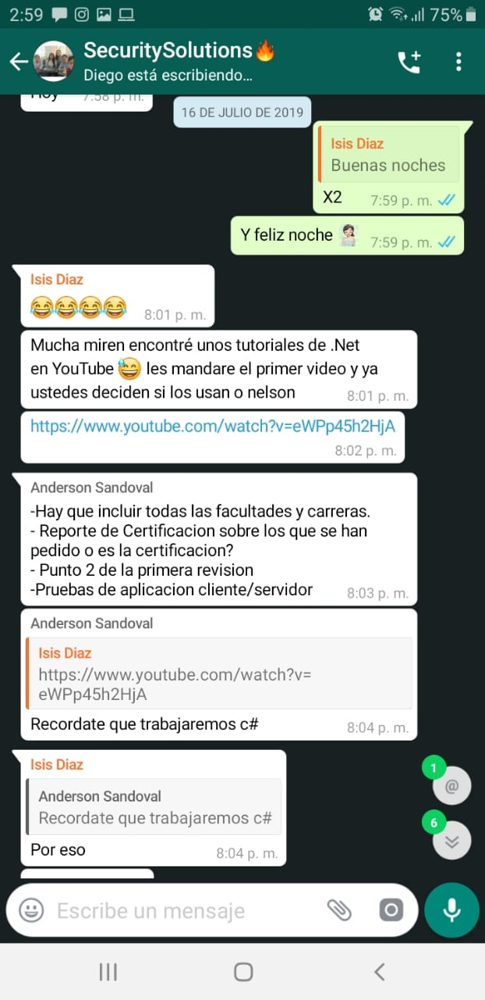 2:59
75%
SecuritySolutions🔥
Diego está escribiendo...
Hoy 7:58 p. m.
16 DE JULIO DE 2019
Isis Diaz
Buenas noches
X2 7:59 p. m.
Y feliz noche 👰🏻 7:59 p. m.
Isis Diaz
😂😂😂😂 8:01 p. m.
Mucha miren encontré unos tutoriales de .Net
en YouTube 😅 les mandare el primer video y ya
ustedes deciden si los usan o nelson 8:01 p. m.
https://www.youtube.com/watch?v=eWPp45h2HjA
8:02 p. m.
Anderson Sandoval
-Hay que incluir todas las facultades y carreras.
- Reporte de Certificacion sobre los que se han
pedido o es la certificacion?
- Punto 2 de la primera revision
-Pruebas de aplicacion cliente/servidor 8:03 p. m.
Anderson Sandoval
Isis Diaz
https://www.youtube.com/watch?v=
eWPp45h2HjA
Recordate que trabajaremos c# 8:04 p. m.
Isis Diaz
Anderson Sandoval
Recordate que trabajaremos c#
Por eso 8:04 p. m.
1
@
6
Escribe un mensaje